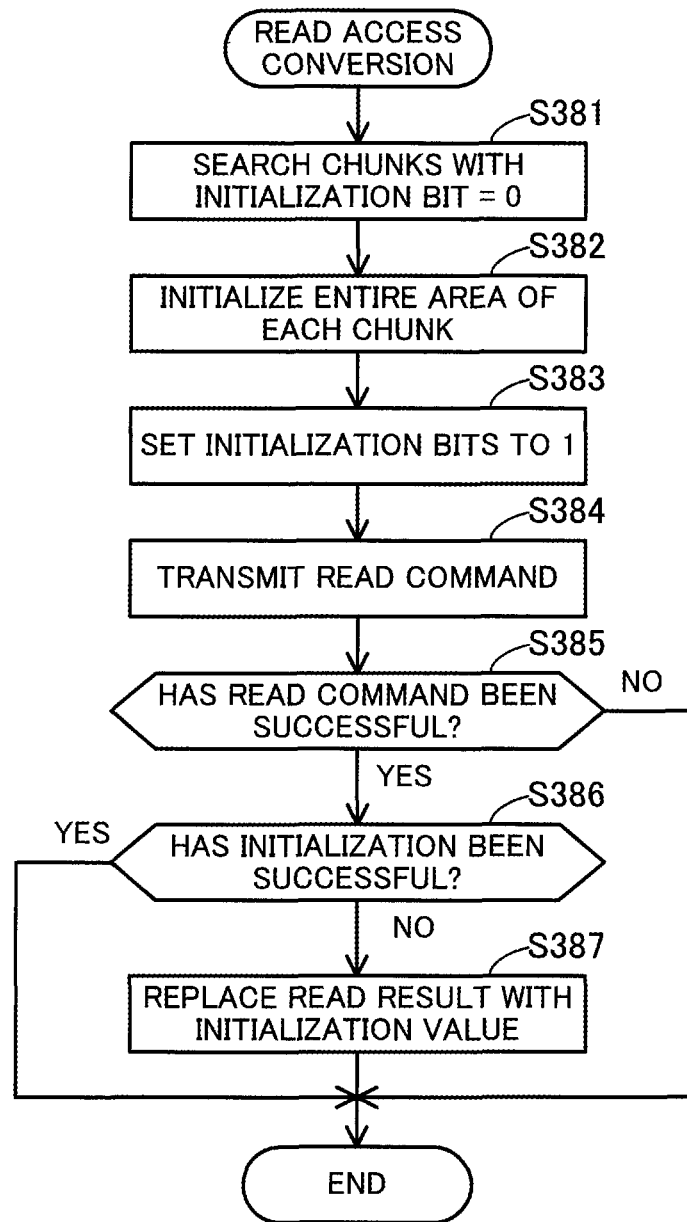 READ ACCESS
CONVERSION
S381
SEARCH CHUNKS WITH
INITIALIZATION BIT = 0
S382
INITIALIZE ENTIRE AREA OF
EACH CHUNK
S383
SET INITIALIZATION BITS TO 1
S384
TRANSMIT READ COMMAND
S385
HAS READ COMMAND BEEN
SUCCESSFUL?
NO
YES
S386
YES
HAS INITIALIZATION BEEN
SUCCESSFUL?
NO
S387
REPLACE READ RESULT WITH
INITIALIZATION VALUE
END